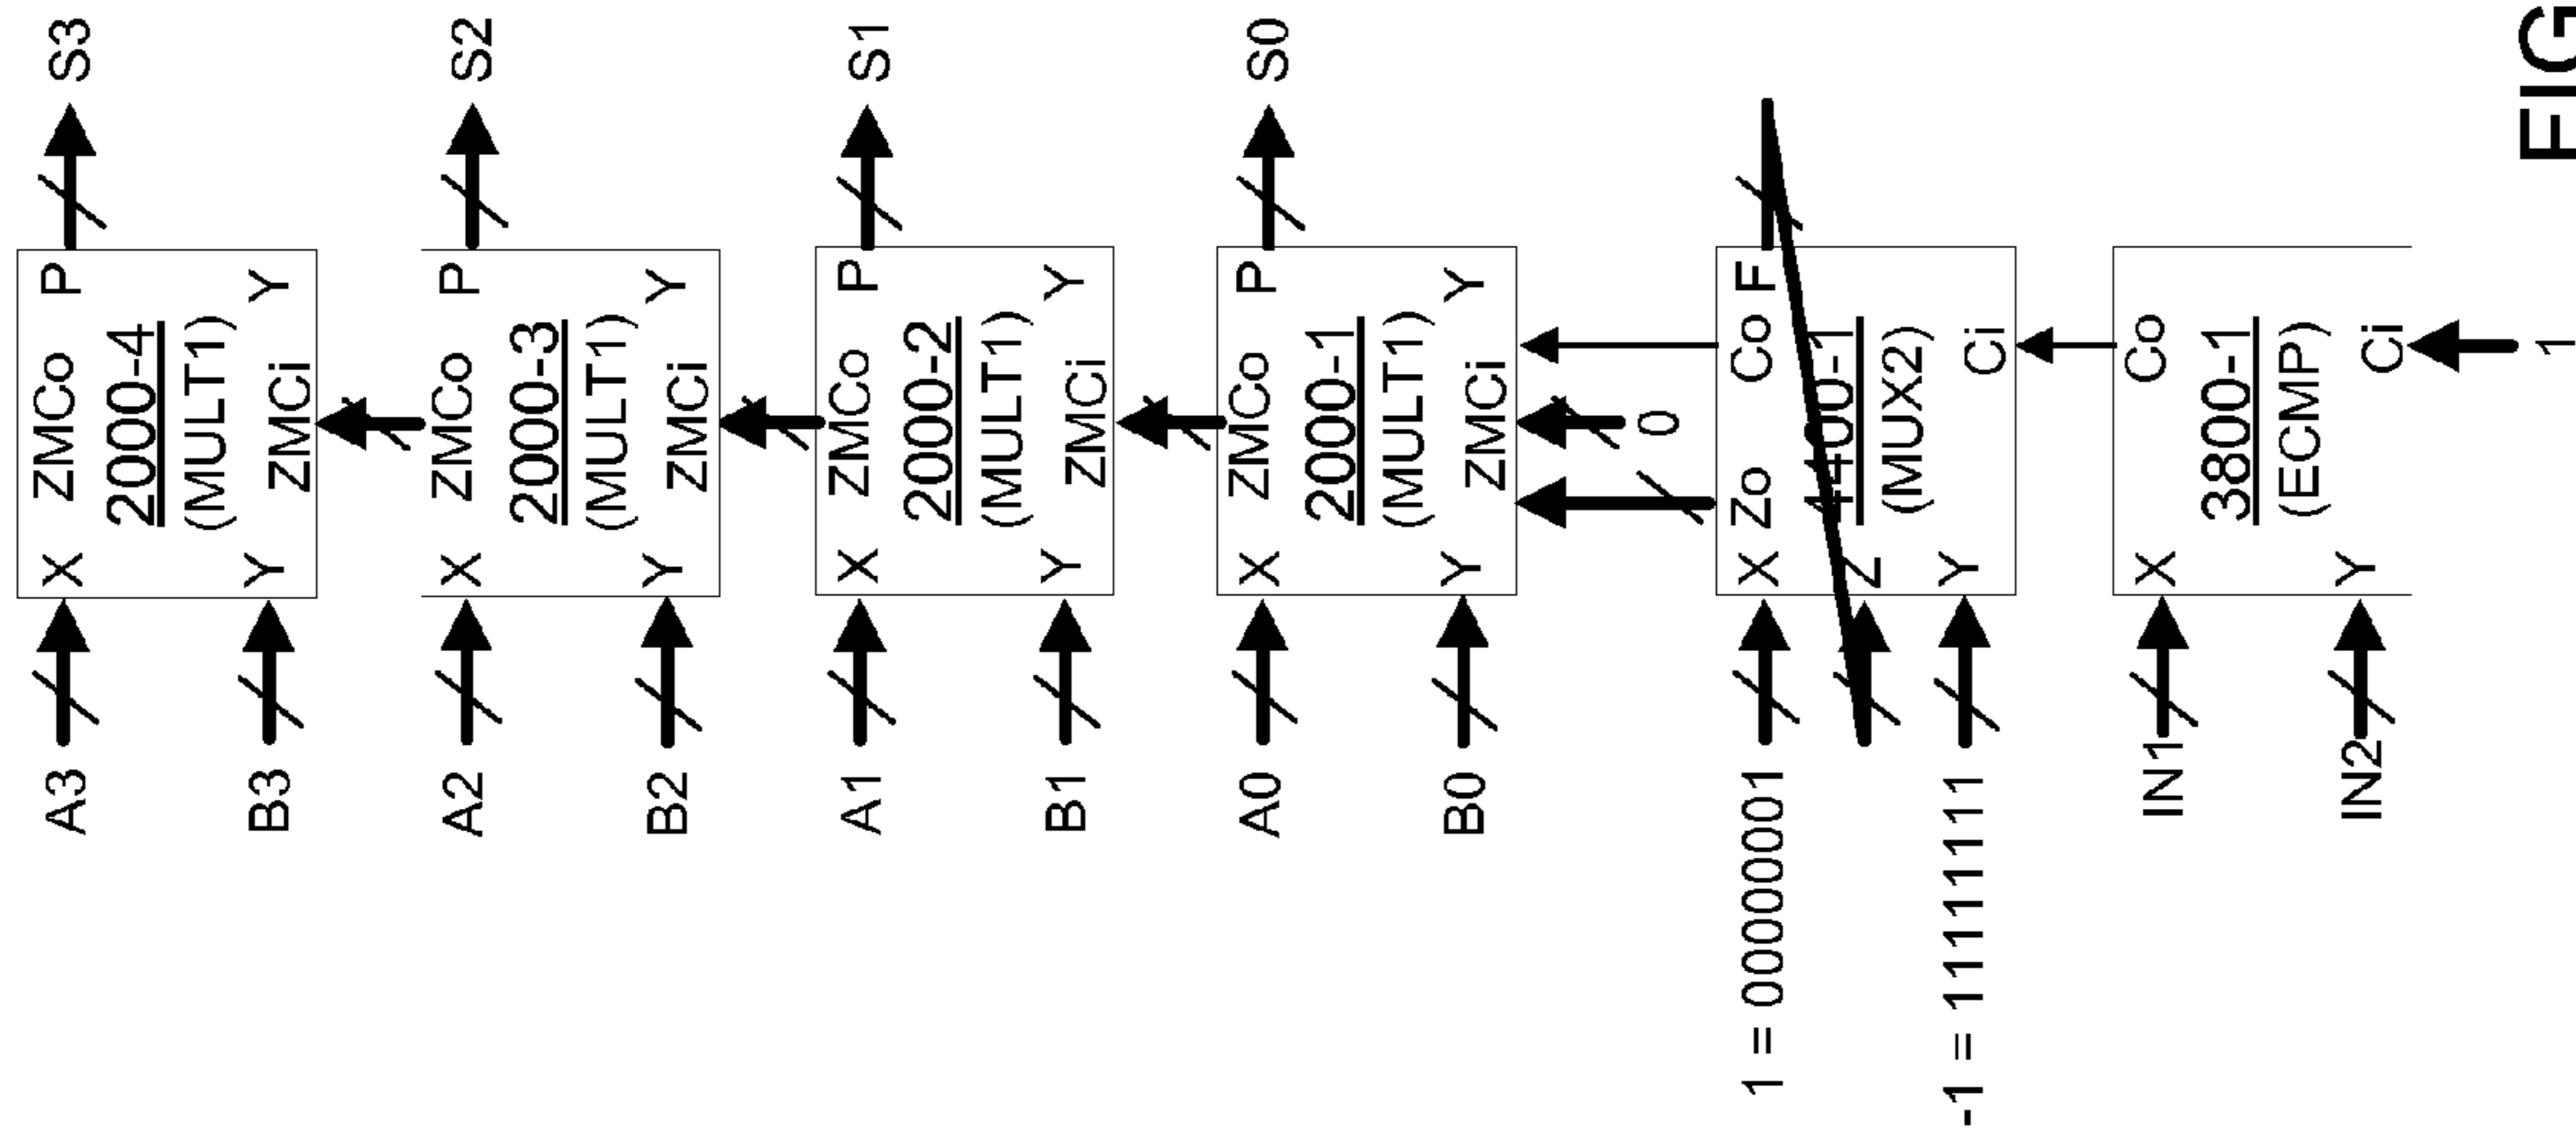 A3 X ZMCo P S3
2000-4
(MULT1)
B3 Y ZMCi Y
A2 X ZMCo P S2
2000-3
(MULT1)
B2 Y ZMCi Y
A1 X ZMCo P S1
2000-2
(MULT1)
B1 Y ZMCi Y
A0 X ZMCo P S0
2000-1
(MULT1)
B0 Y ZMCi Y
0
1 = 00000001 X Zo Co F
Z 4400-1
(MUX2)
-1 = 11111111 Y Ci
IN1 X Co
3800-1
(ECMP)
IN2 Y Ci
1
FIG